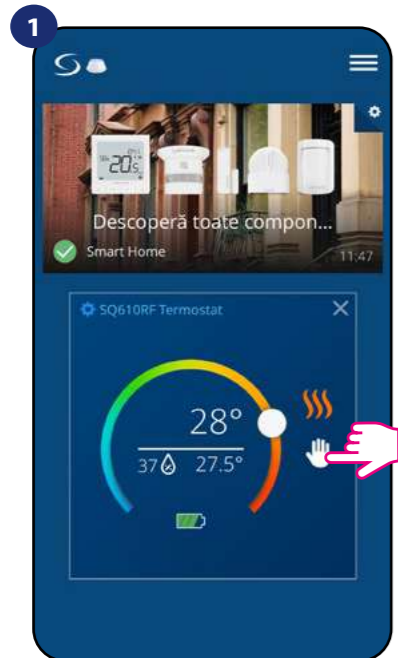 1
Descoperă toate compon...
Smart Home
11:47
SQ610RF Termostat
28°
37 27.5°